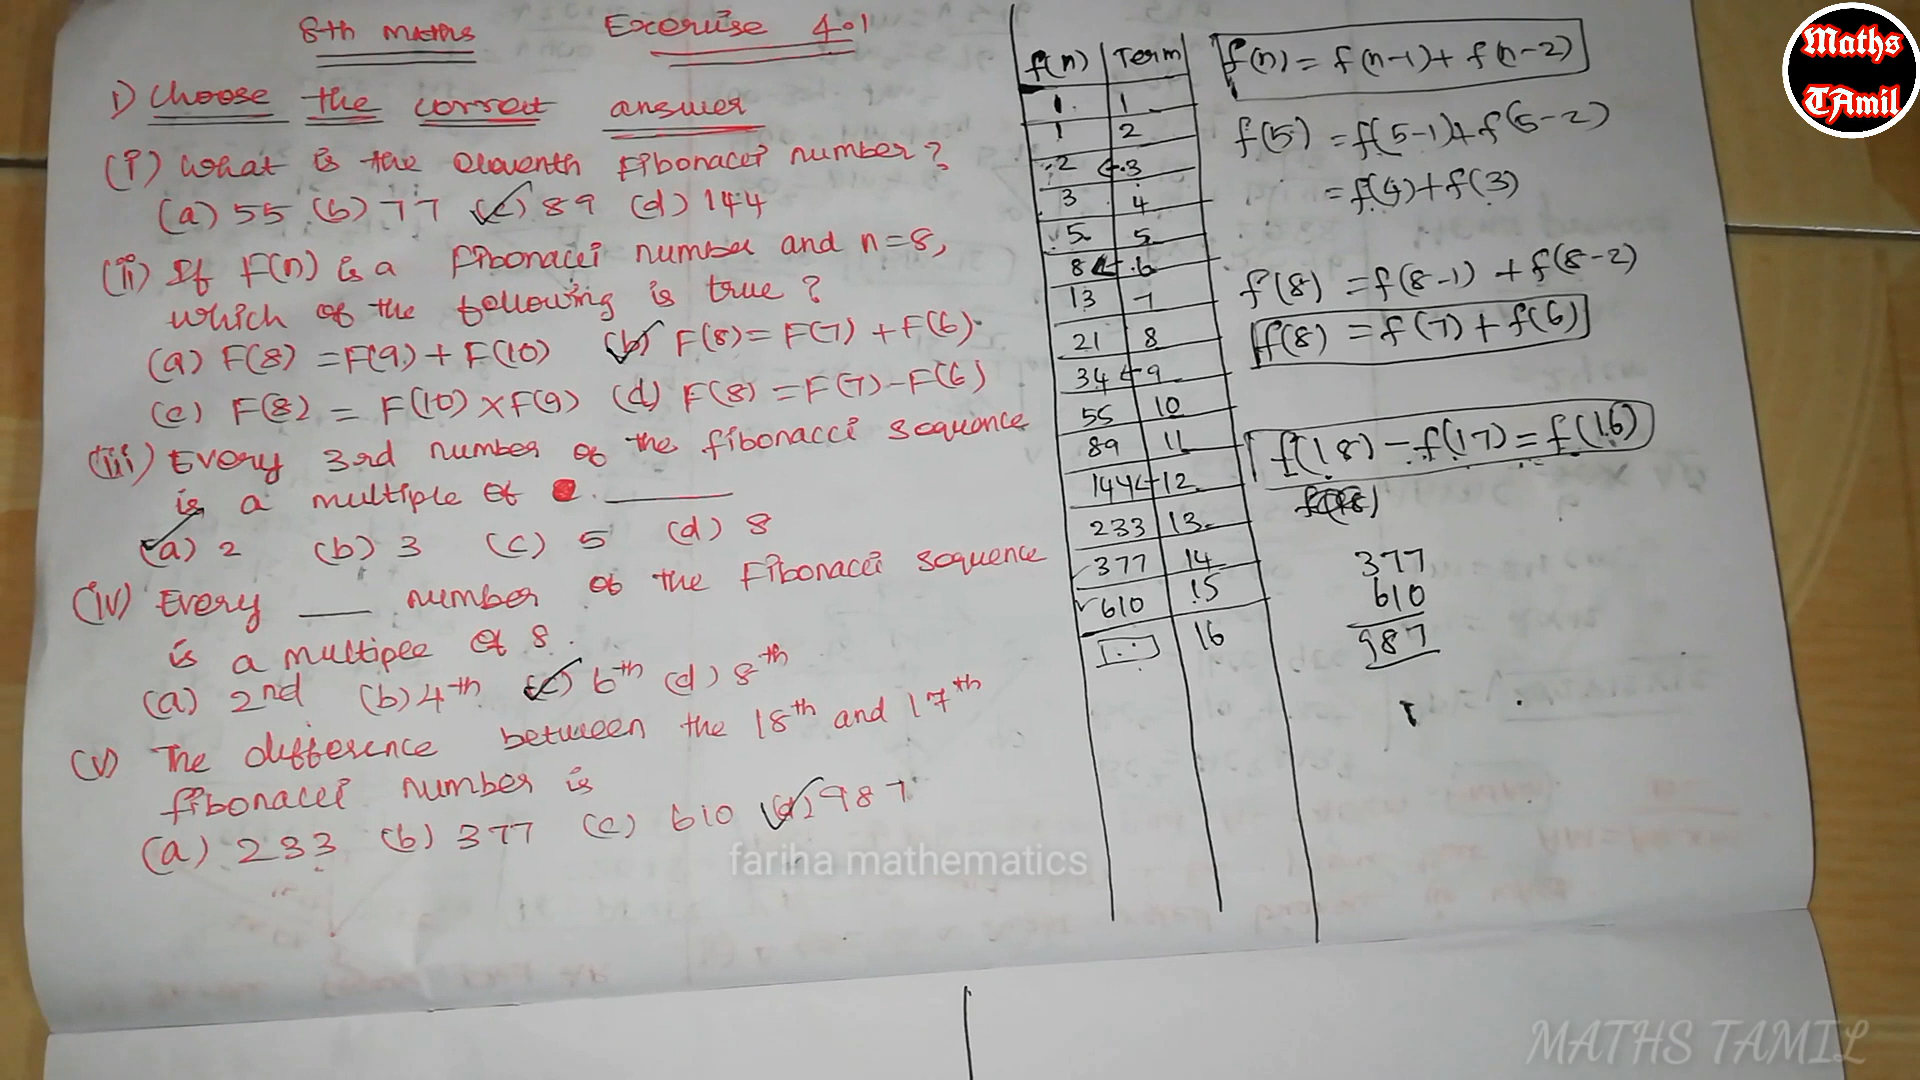 8th maths Exercise 4.1
1) Choose the correct answer
(i) What is the eleventh Fibonacci number?
(a) 55 (b) 77 (c) 89 (d) 144
(ii) If F(n) is a Fibonacci number and n=8,
which of the following is true?
(a) F(8) = F(9) + F(10) (b) F(8) = F(7) + F(6)
(c) F(8) = F(10) × F(9) (d) F(8) = F(7) - F(6)
(iii) Every 3rd number of the fibonacci sequence
is a multiple of ______
(a) 2 (b) 3 (c) 5 (d) 8
(iv) Every ___ number of the Fibonacci sequence
is a multiple of 8.
(a) 2nd (b) 4th (c) 6th (d) 8th
(v) The difference between the 18th and 17th
fibonacci number is
(a) 233 (b) 377 (c) 610 (d) 987
f(n) Term
1 1
1 2
2 ←3
3 4
5 5
8 ←6
13 7
21 8
34 ←9
55 10
89 11
144 ←12
233 13
377 14
610 15
16
f(n) = f(n-1) + f(n-2)
f(5) = f(5-1) + f(5-2)
= f(4) + f(3)
f(8) = f(8-1) + f(8-2)
f(8) = f(7) + f(6)
f(18) - f(17) = f(16)
377
610
987
Maths
TAmil
fariha mathematics
MATHS TAMIL